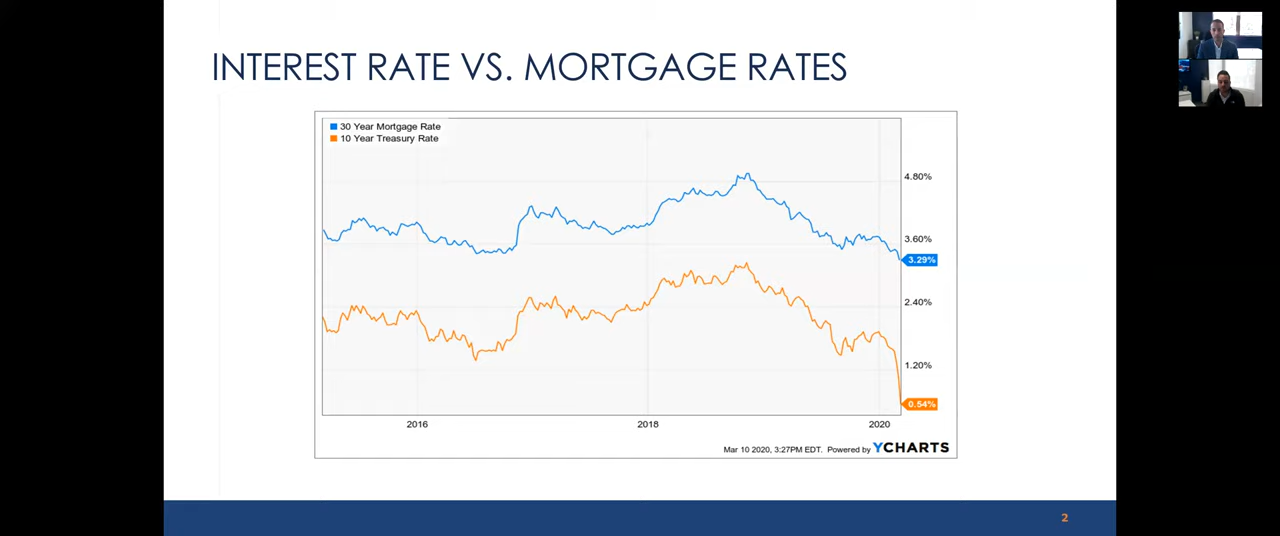 INTEREST RATE VS. MORTGAGE RATES
30 Year Mortgage Rate
10 Year Treasury Rate
4.80%
3.60%
3.29%
2.40%
1.20%
0.54%
2016 2018 2020
Mar 10 2020, 3:27PM EDT. Powered by YCHARTS
2